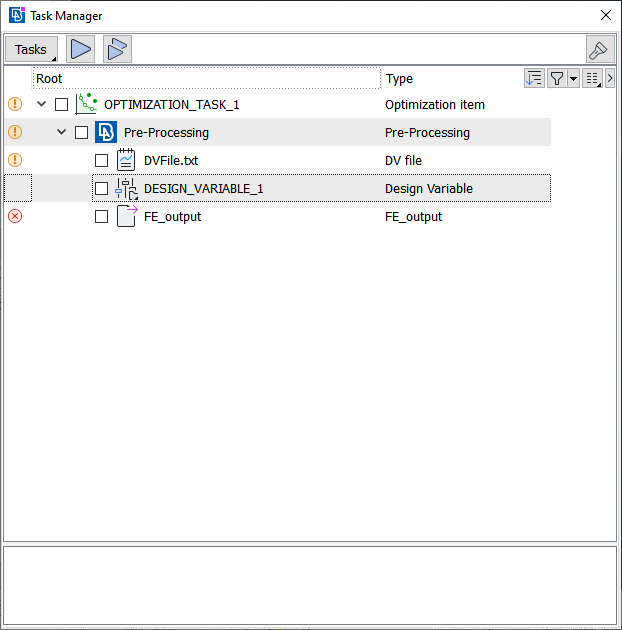 Task Manager
Tasks
Root Type
OPTIMIZATION_TASK_1 Optimization item
Pre-Processing Pre-Processing
DVFile.txt DV file
DESIGN_VARIABLE_1 Design Variable
FE_output FE_output